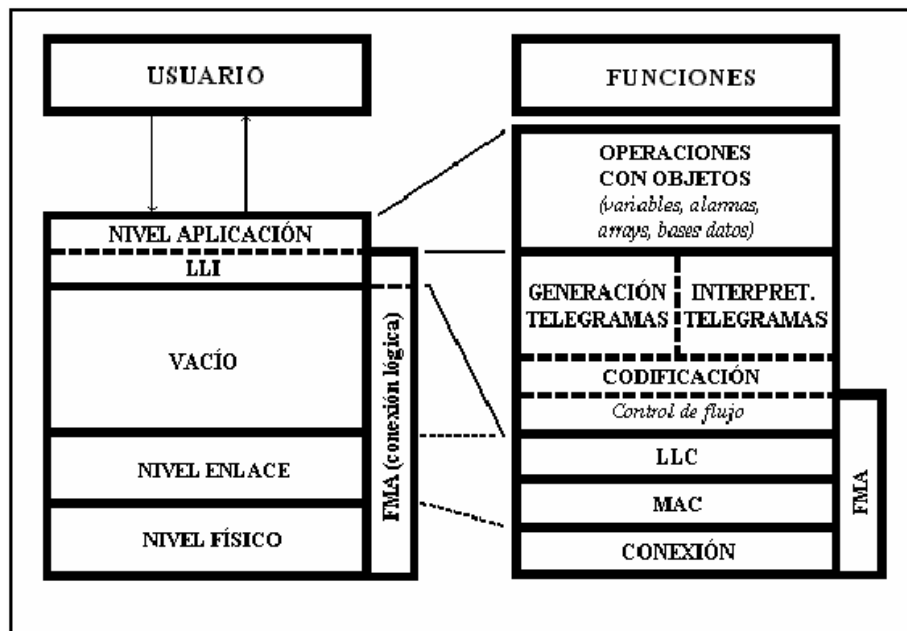 USUARIO
NIVEL APLICACIÓN
LLI
VACÍO
NIVEL ENLACE
NIVEL FÍSICO
FMA (conexión lógica)
FUNCIONES
OPERACIONES
CON OBJETOS
(variables, alarmas,
arrays, bases datos)
GENERACIÓN
TELEGRAMAS
INTERPRET.
TELEGRAMAS
CODIFICACIÓN
Control de flujo
LLC
MAC
CONEXIÓN
FMA